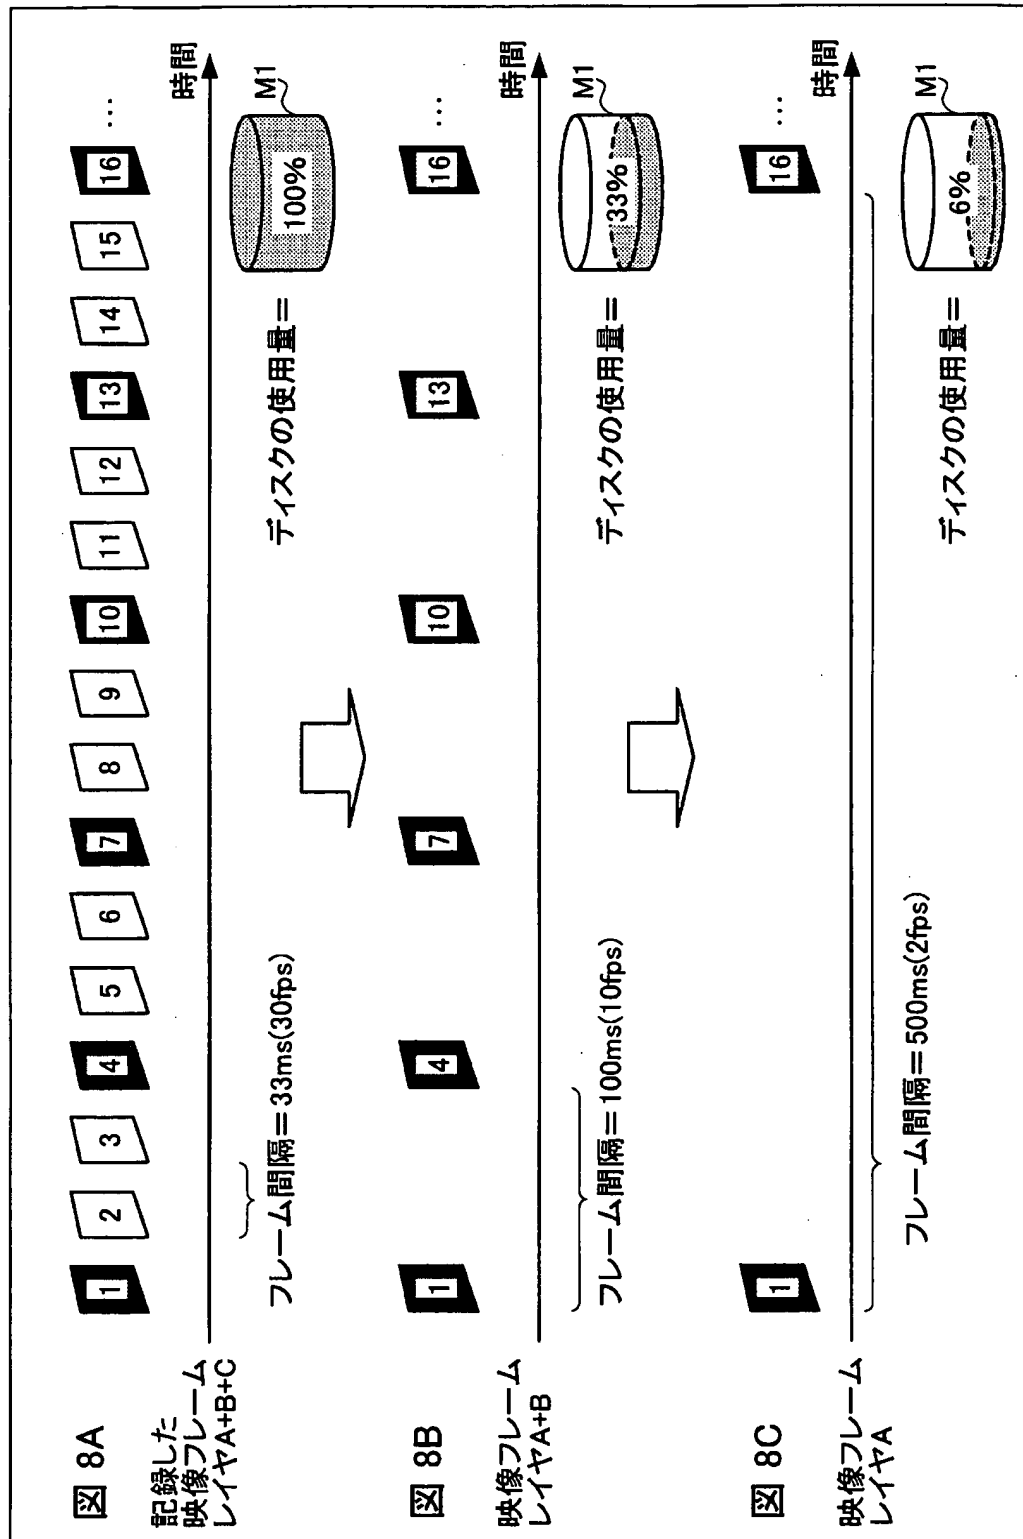 図 8A
記録した
映像フレーム
レイヤA+B+C
1 2 3 4 5 6 7 8 9 10 11 12 13 14 15 16 …
時間
フレーム間隔＝33ms(30fps)
ディスクの使用量＝
100%
M1
図 8B
映像フレーム
レイヤA+B
1 4 7 10 13 16 …
時間
フレーム間隔＝100ms(10fps)
ディスクの使用量＝
33%
M1
図 8C
映像フレーム
レイヤA
1 16 …
時間
フレーム間隔＝500ms(2fps)
ディスクの使用量＝
6%
M1